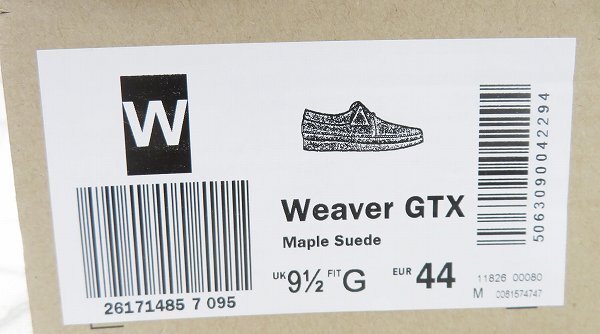 W
Weaver GTX
Maple Suede
UK 9½ FIT G EUR 44
26171485 7 095
5063090042294
11826 00080
M 0081574747